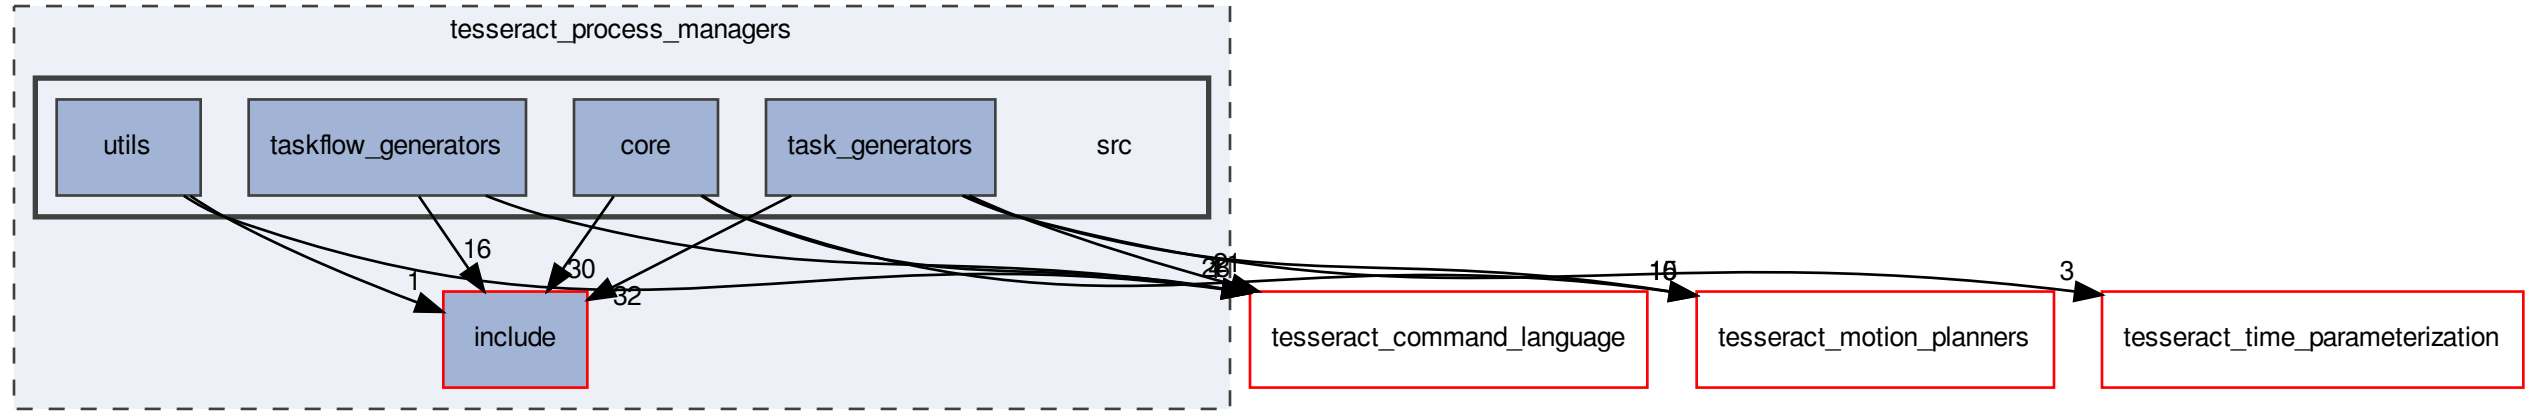 tesseract_process_managers
utils
taskflow_generators
core
task_generators
src
16
1
30
32
3
include
tesseract_command_language
tesseract_motion_planners
tesseract_time_parameterization